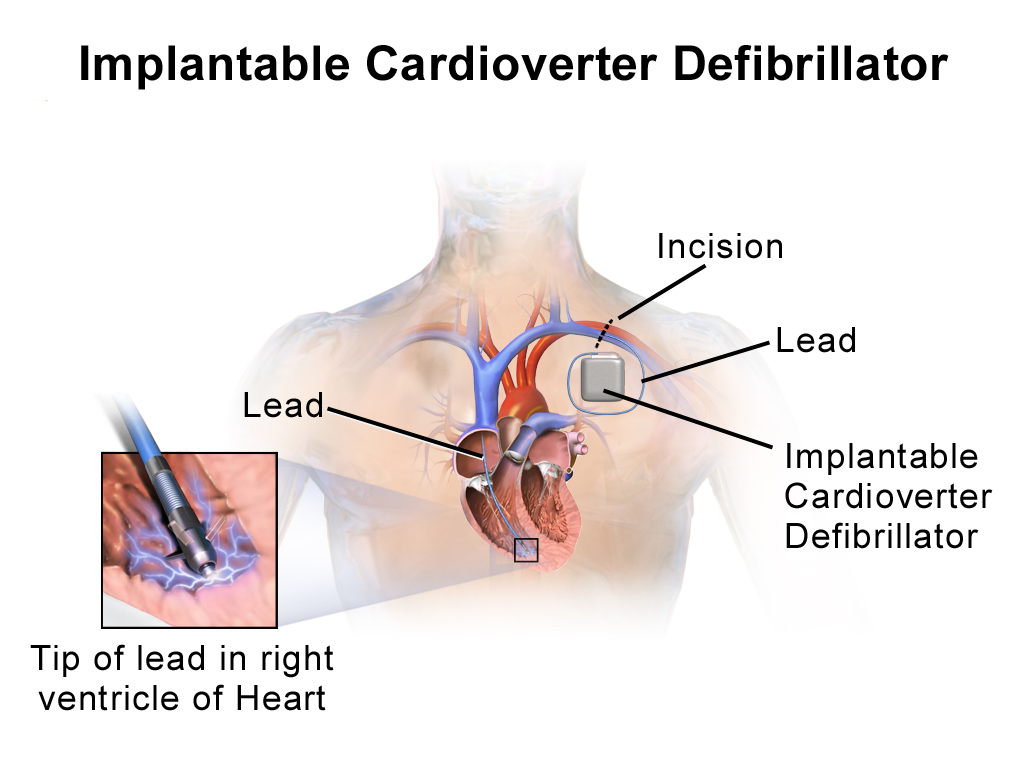 Implantable Cardioverter Defibrillator
Incision
Lead
Lead
Implantable
Cardioverter
Defibrillator
Tip of lead in right
ventricle of Heart